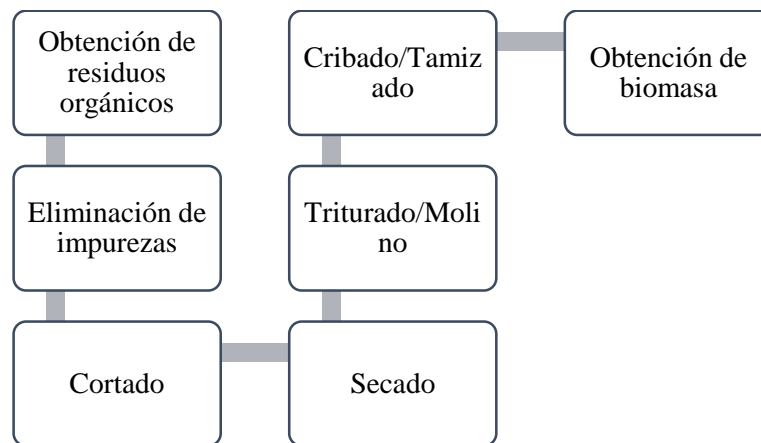 Obtención de
residuos
orgánicos
Eliminación de
impurezas
Cortado
Secado
Triturado/Moli
no
Cribado/Tamiz
ado
Obtención de
biomasa